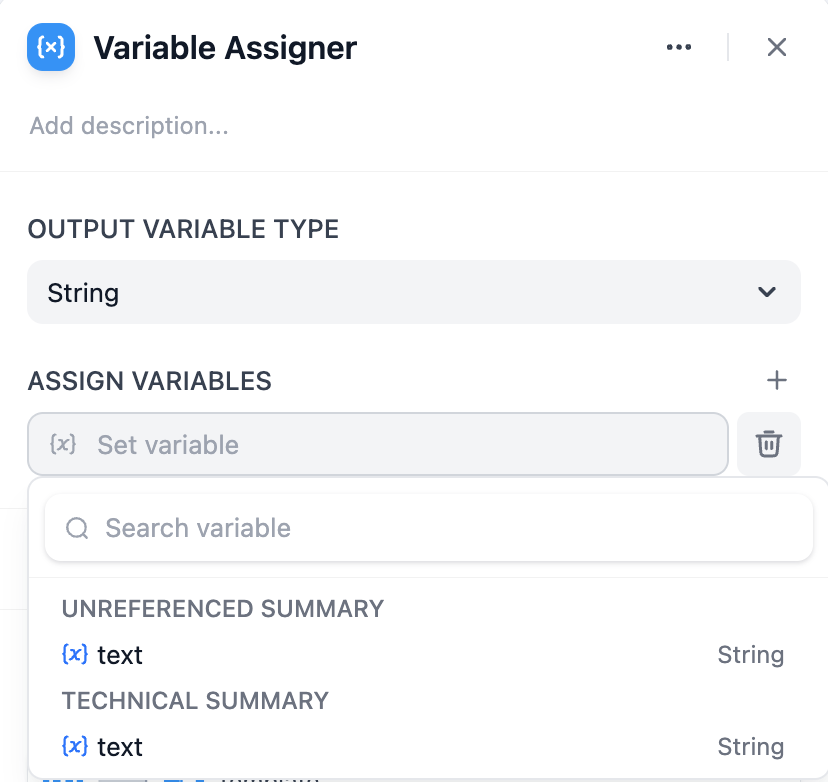 {x} Variable Assigner
Add description...
OUTPUT VARIABLE TYPE
String
ASSIGN VARIABLES
{x} Set variable
Search variable
UNREFERENCED SUMMARY
{x} text String
TECHNICAL SUMMARY
{x} text String